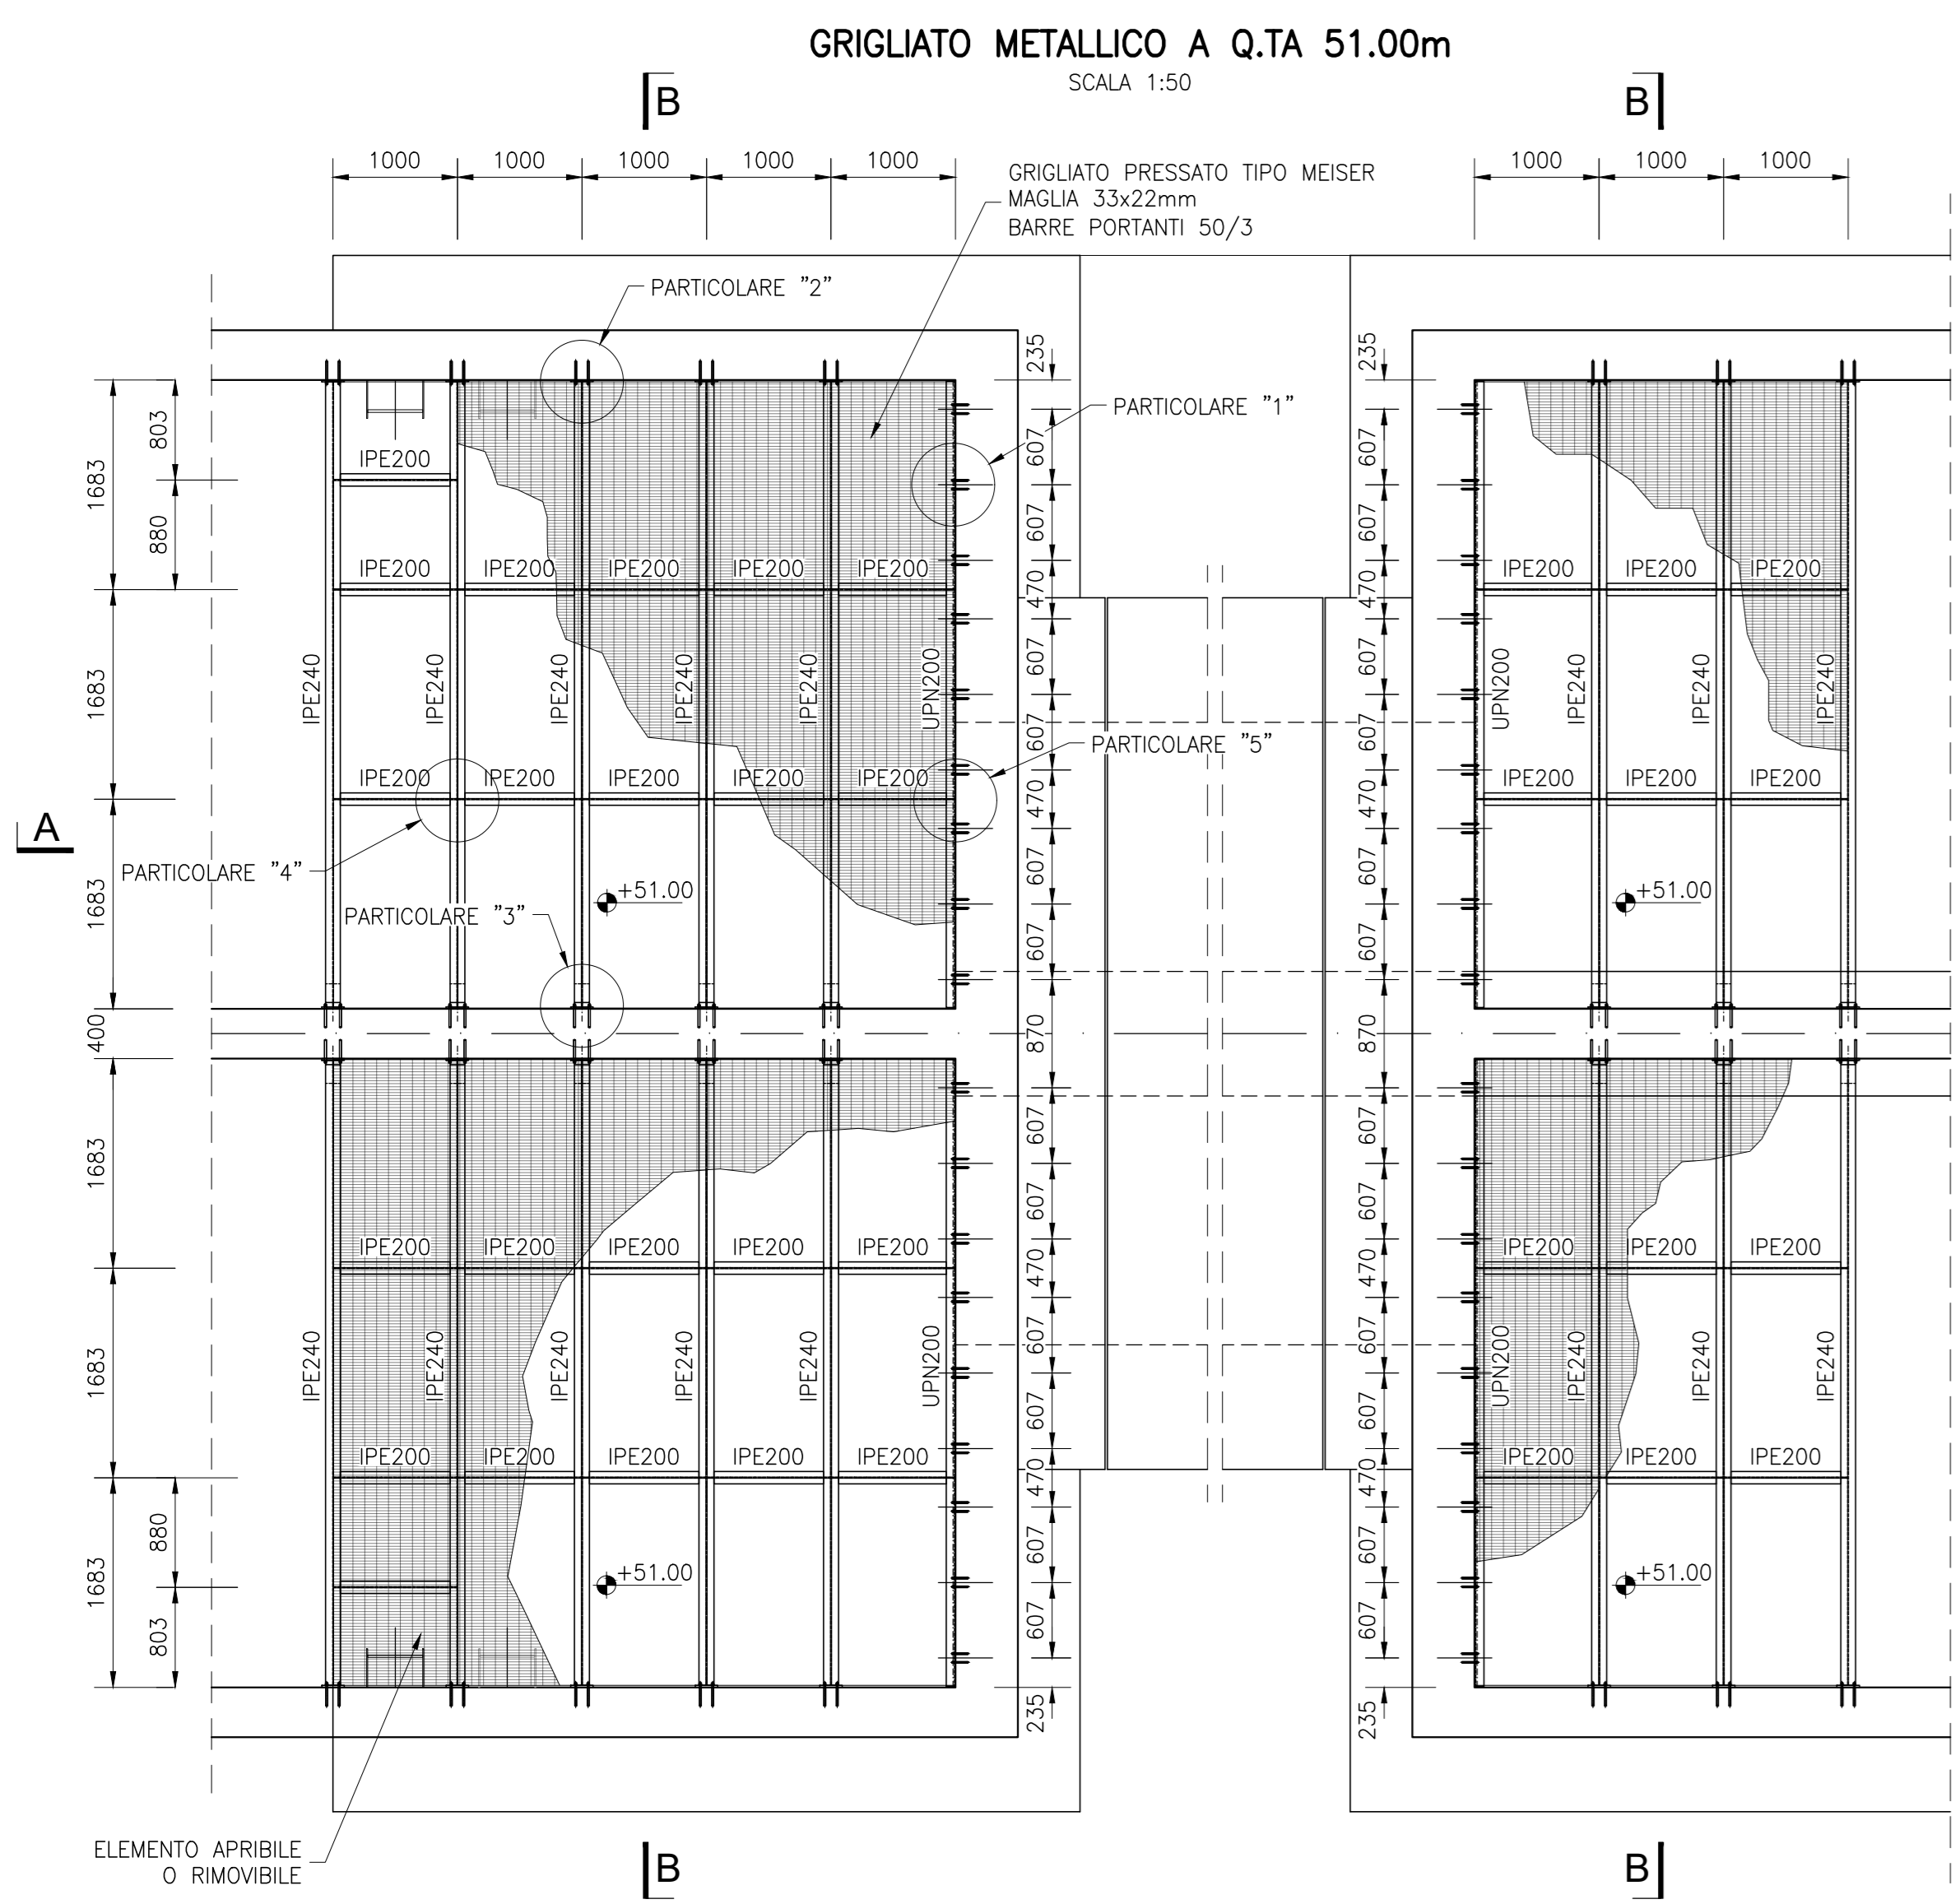 GRIGLIATO METALLICO A Q.TA 51.00m
SCALA 1:50
B B
1000 1000 1000 1000 1000 1000 1000 1000
GRIGLIATO PRESSATO TIPO MEISER
MAGLIA 33x22mm
BARRE PORTANTI 50/3
PARTICOLARE "2"
235 235
PARTICOLARE "1"
803
1683
607 607
IPE200
880
607 607
IPE200 IPE200 IPE200 IPE200 IPE200 IPE200 IPE200 IPE200
470 470
1683
IPE240 IPE240 IPE240 IPE240 IPE240 UPN200 UPN200 IPE240 IPE240 IPE240
607 607
607 607
PARTICOLARE "5"
IPE200 PE200 IPE200 IPE200 IPE200 IPE200 IPE200 IPE200
470 470
A
PARTICOLARE "4"
1683
+51.00 +51.00
607 607
PARTICOLARE "3"
607 607
400
870 870
1683
607 607
607 607
IPE200 IPE200 IPE200 IPE200 IPE200 IPE200 IPE200 IPE200
470 470
1683
IPE240 IPE240 IPE240 IPE240 IPE240 UPN200 UPN200 IPE240 IPE240 IPE240
607 607
607 607
IPE200 IPE200 IPE200 IPE200 IPE200 IPE200 IPE200 IPE200
470 470
880
1683
607 607
+51.00 +51.00
803
607 607
235 235
ELEMENTO APRIBILE
O RIMOVIBILE
B B